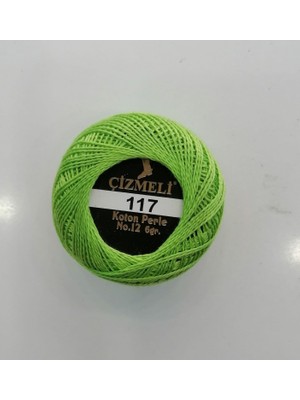 ÇİZMELİ
117
Koton Perle
No.12 6gr.